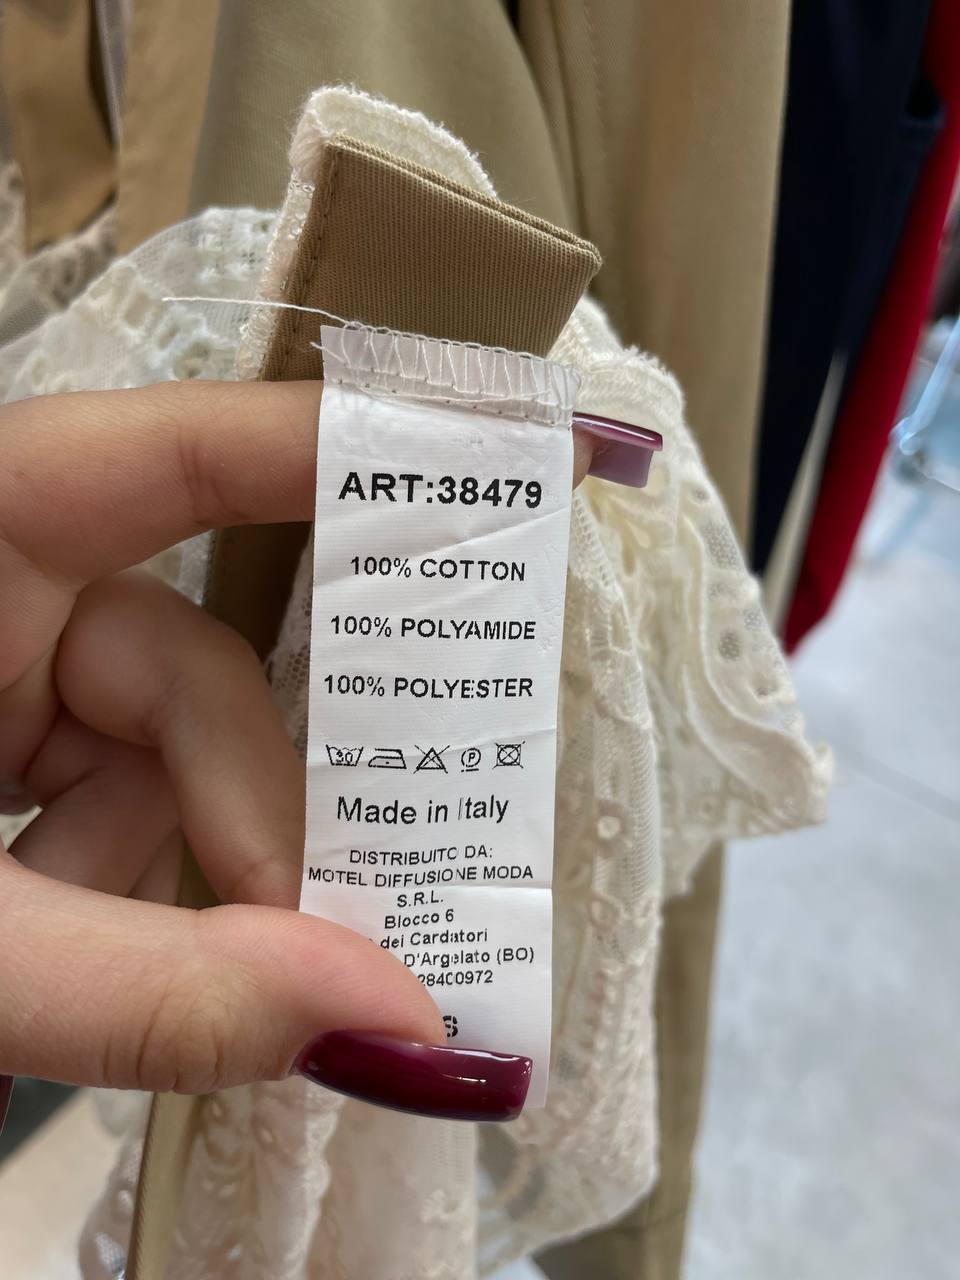 ART:38479
100% COTTON
100% POLYAMIDE
100% POLYESTER
30 P
Made in Italy
DISTRIBUITO DA:
MOTEL DIFFUSIONE MODA
S.R.L.
Blocco 6
dei Cardatori
D'Argelato (BO)
28400972
S